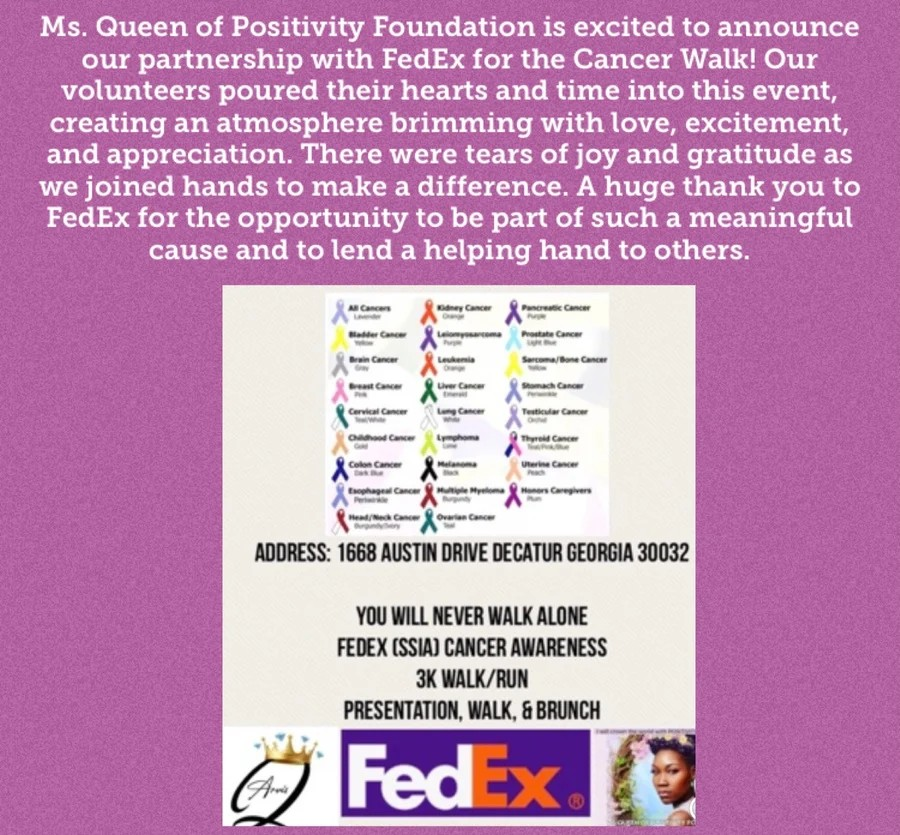 Ms. Queen of Positivity Foundation is excited to announce
our partnership with FedEx for the Cancer Walk! Our
volunteers poured their hearts and time into this event,
creating an atmosphere brimming with love, excitement,
and appreciation. There were tears of joy and gratitude as
we joined hands to make a difference. A huge thank you to
FedEx for the opportunity to be part of such a meaningful
cause and to lend a helping hand to others.
All Cancers
Lavender
Kidney Cancer
Orange
Pancreatic Cancer
Purple
Bladder Cancer
Yellow
Leiomyosarcoma
Purple
Prostate Cancer
Light Blue
Brain Cancer
Gray
Leukemia
Orange
Sarcoma/Bone Cancer
Yellow
Breast Cancer
Pink
Liver Cancer
Emerald
Stomach Cancer
Periwinkle
Cervical Cancer
Teal/White
Lung Cancer
White
Testicular Cancer
Orchid
Childhood Cancer
Gold
Lymphoma
Lime
Thyroid Cancer
Teal/Pink/Blue
Colon Cancer
Dark Blue
Melanoma
Black
Uterine Cancer
Peach
Esophageal Cancer
Periwinkle
Multiple Myeloma
Burgundy
Honors Caregivers
Plum
Head/Neck Cancer
Burgundy/Ivory
Ovarian Cancer
Teal
ADDRESS: 1668 AUSTIN DRIVE DECATUR GEORGIA 30032
YOU WILL NEVER WALK ALONE
FEDEX (SSIA) CANCER AWARENESS
3K WALK/RUN
PRESENTATION, WALK, & BRUNCH
FedEx ®